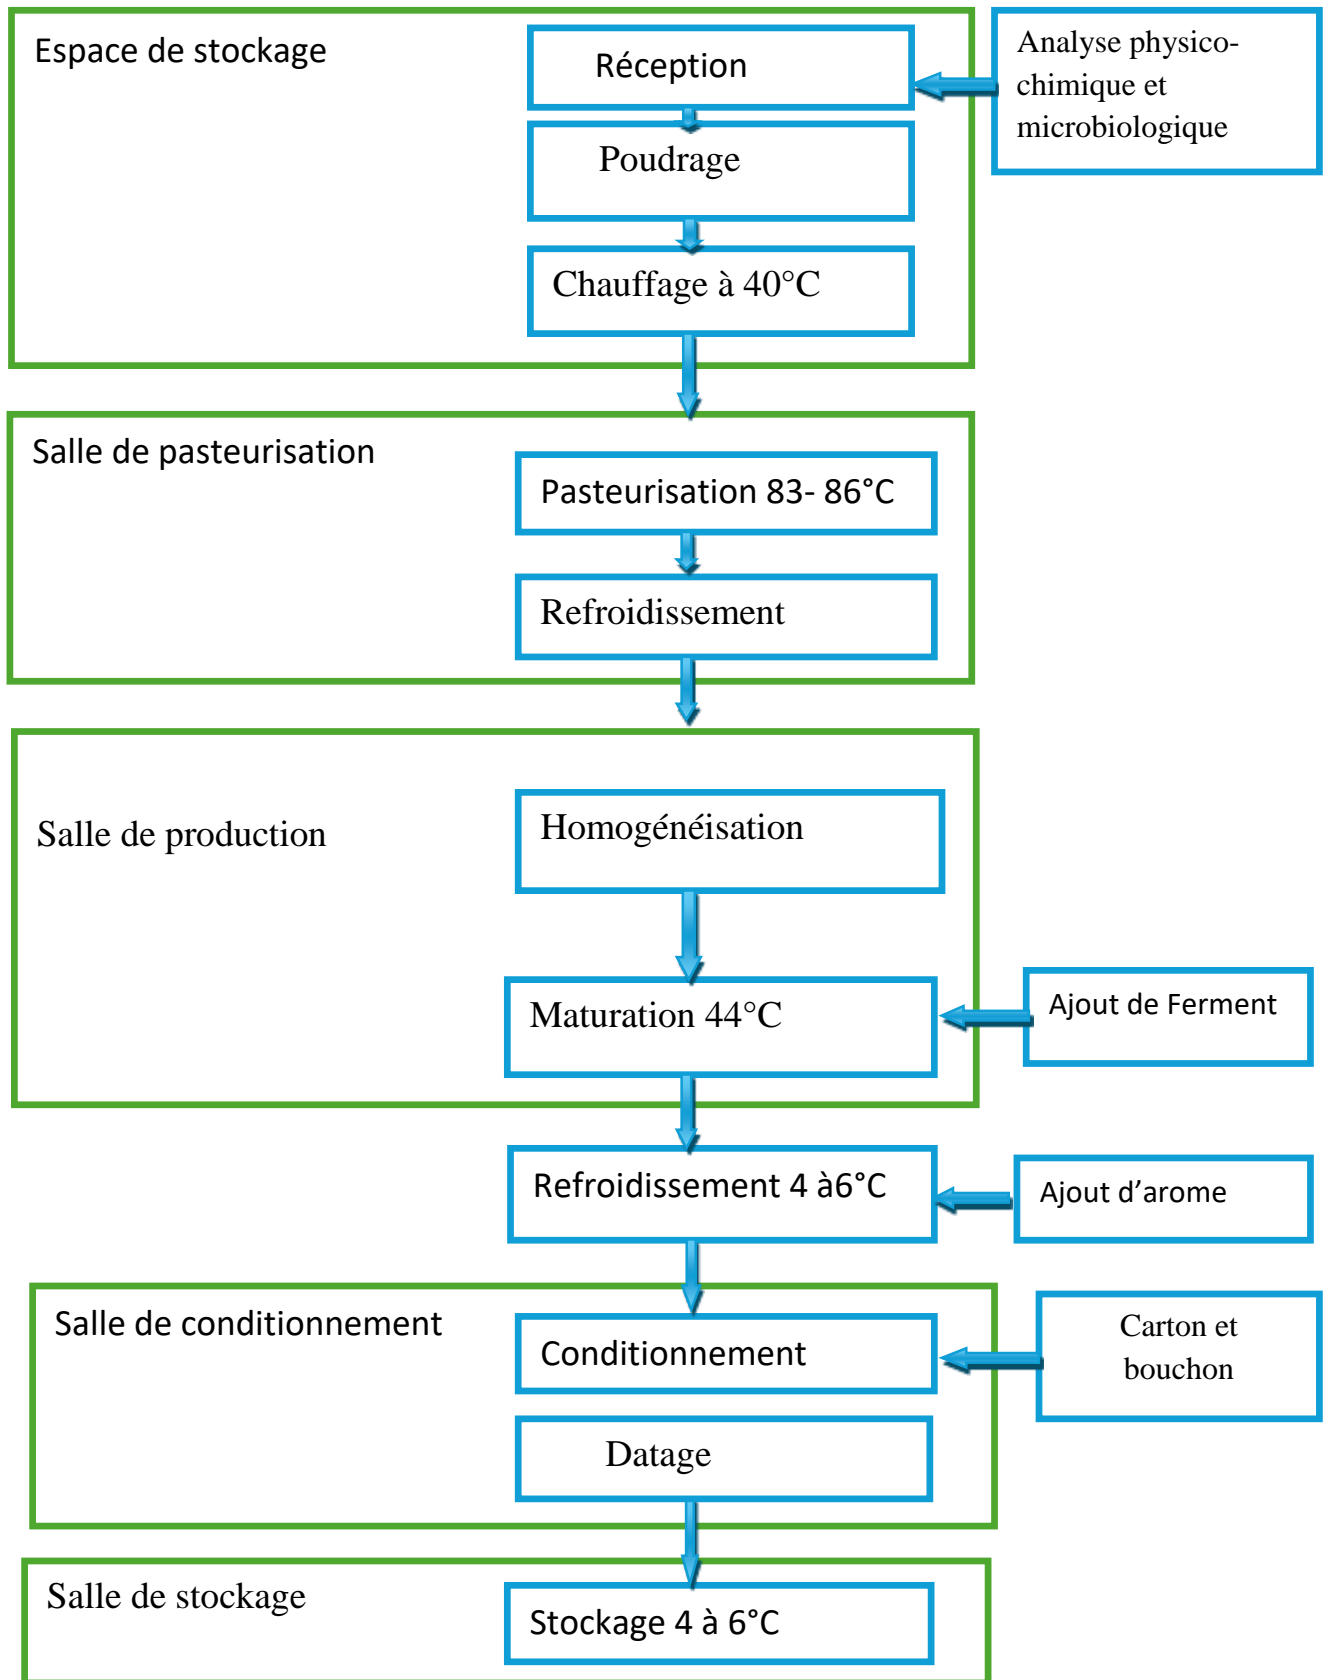 Espace de stockage
Réception
Analyse physico-
chimique et
microbiologique
Poudrage
Chauffage à 40°C
Salle de pasteurisation
Pasteurisation 83- 86°C
Refroidissement
Salle de production
Homogénéisation
Maturation 44°C
Ajout de Ferment
Refroidissement 4 à6°C
Ajout d’arome
Salle de conditionnement
Conditionnement
Carton et
bouchon
Datage
Salle de stockage
Stockage 4 à 6°C